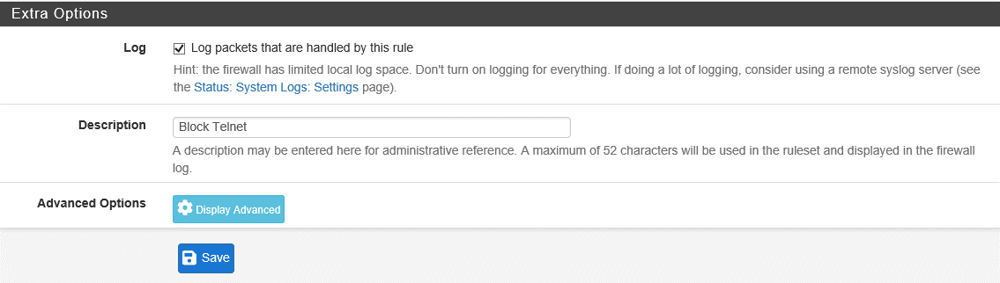 Extra Options
Log
Log packets that are handled by this rule
Hint: the firewall has limited local log space. Don't turn on logging for everything. If doing a lot of logging, consider using a remote syslog server (see
the Status: System Logs: Settings page).
Description
Block Telnet
A description may be entered here for administrative reference. A maximum of 52 characters will be used in the ruleset and displayed in the firewall
log.
Advanced Options
Display Advanced
Save